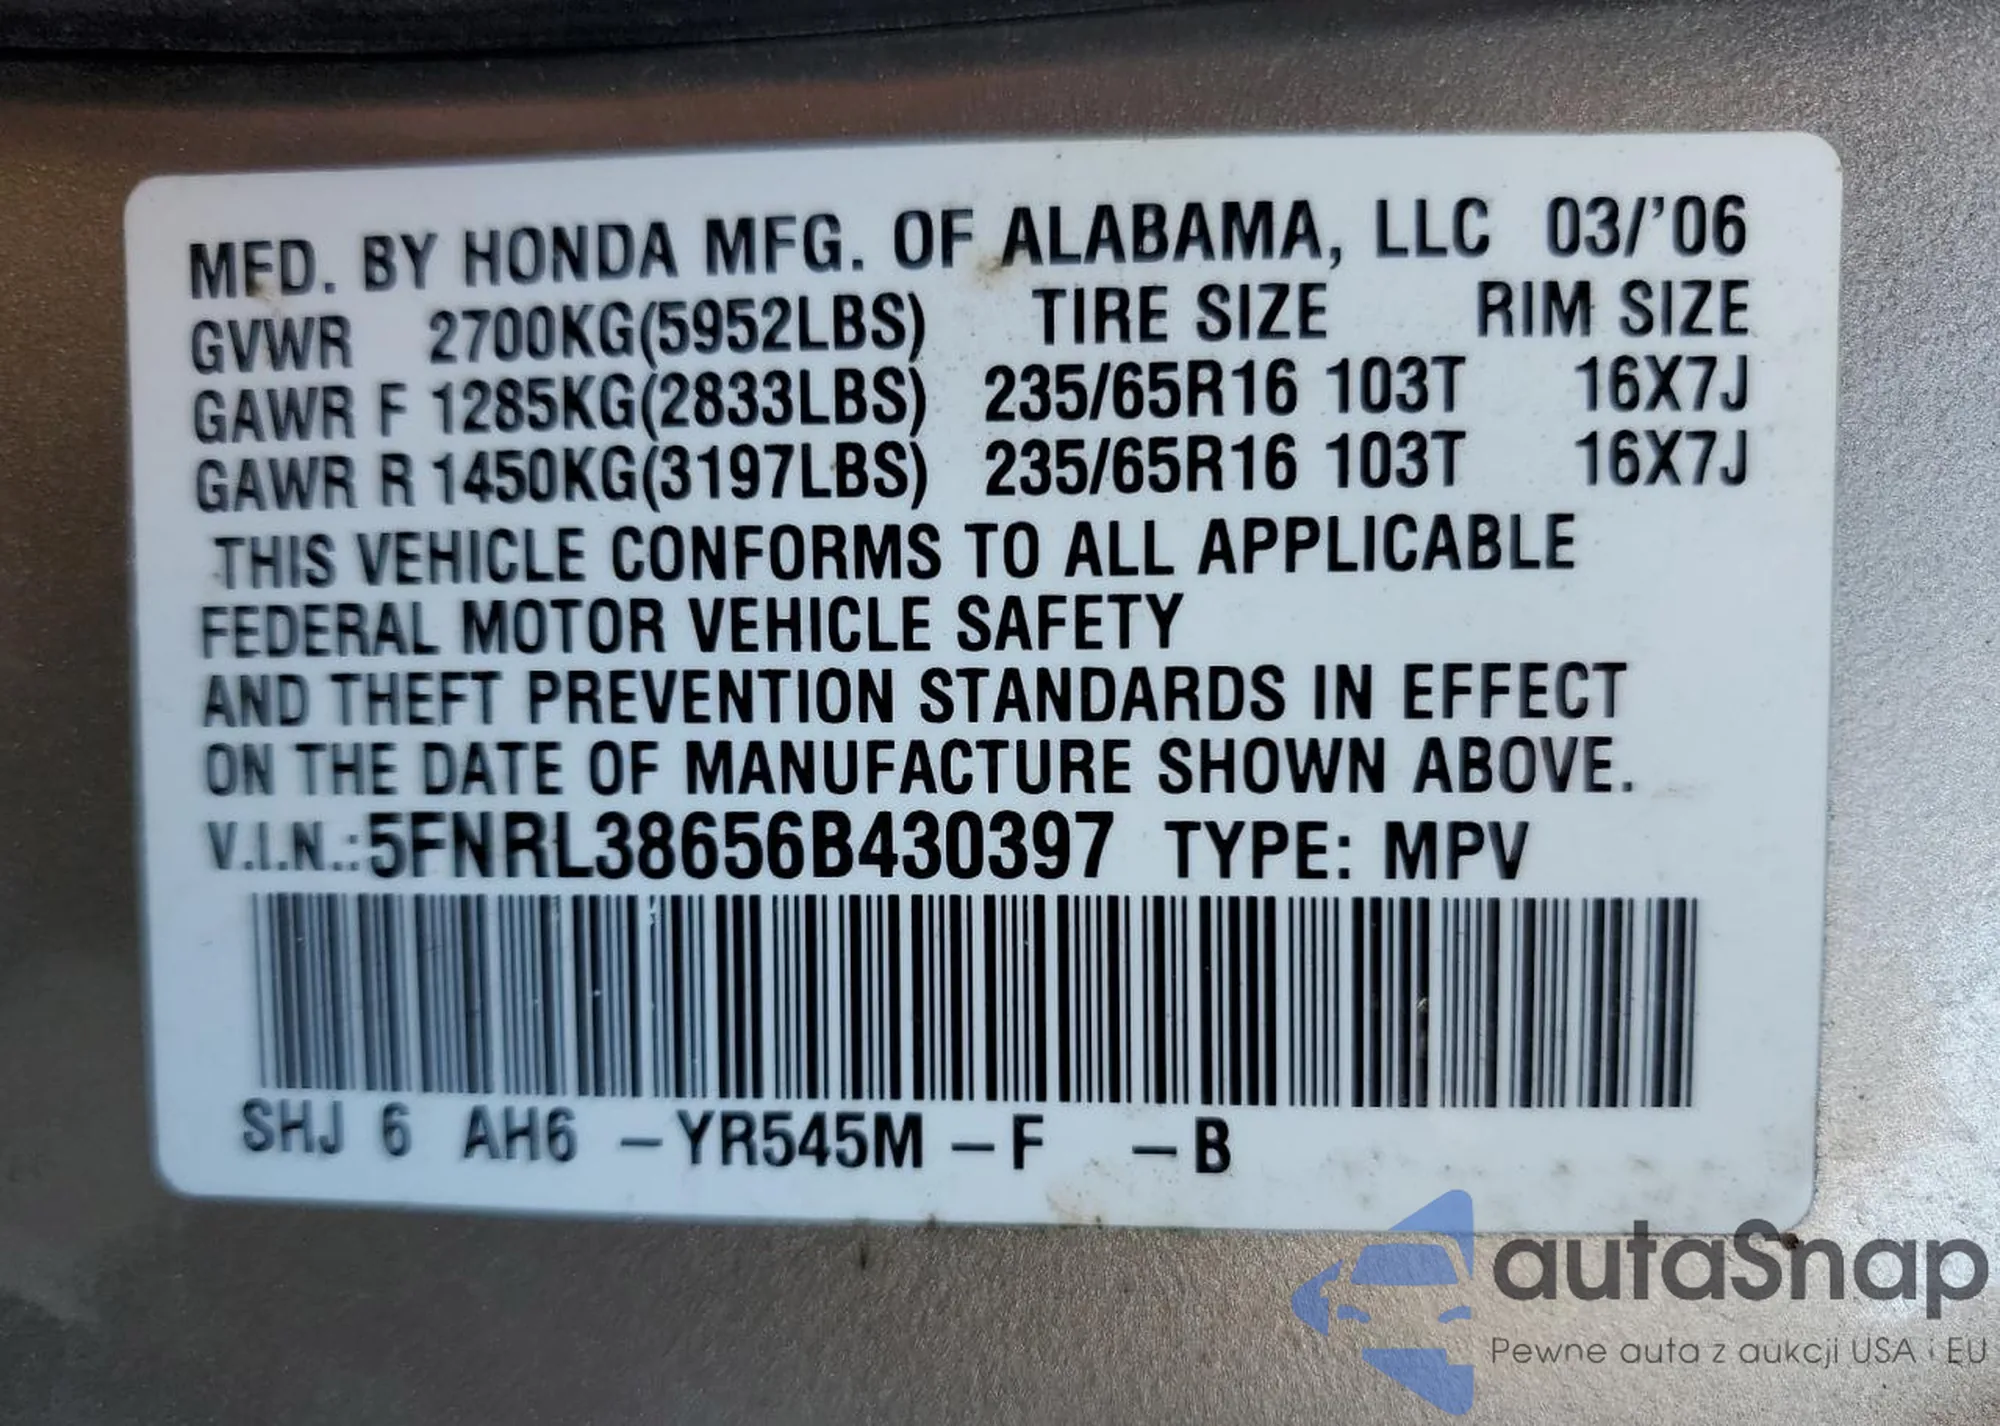 MFD. BY HONDA MFG. OF ALABAMA, LLC 03/'06
GVWR 2700KG(5952LBS) TIRE SIZE RIM SIZE
GAWR F 1285KG(2833LBS) 235/65R16 103T 16X7J
GAWR R 1450KG(3197LBS) 235/65R16 103T 16X7J
THIS VEHICLE CONFORMS TO ALL APPLICABLE
FEDERAL MOTOR VEHICLE SAFETY
AND THEFT PREVENTION STANDARDS IN EFFECT
ON THE DATE OF MANUFACTURE SHOWN ABOVE.
V.I.N.:5FNRL38656B430397 TYPE: MPV
SHJ 6 AH6 -YR545M -F -B
autaSnap
Pewne auta z aukcji USA i EU